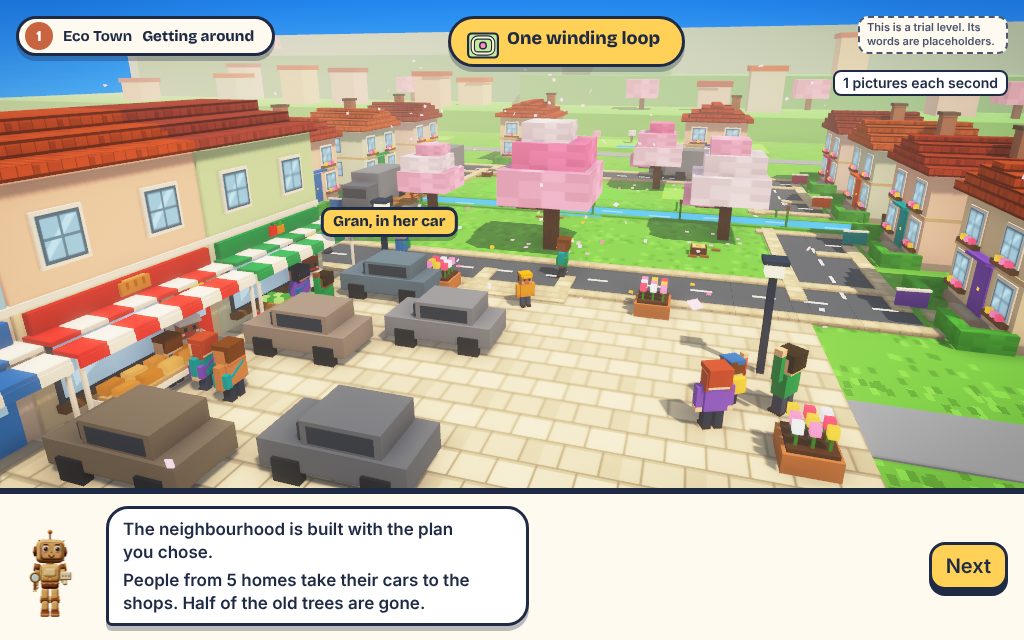 1 Eco Town Getting around
One winding loop
This is a trial level. Its
words are placeholders.
1 pictures each second
Gran, in her car
The neighbourhood is built with the plan
you chose.
People from 5 homes take their cars to the
shops. Half of the old trees are gone.
Next